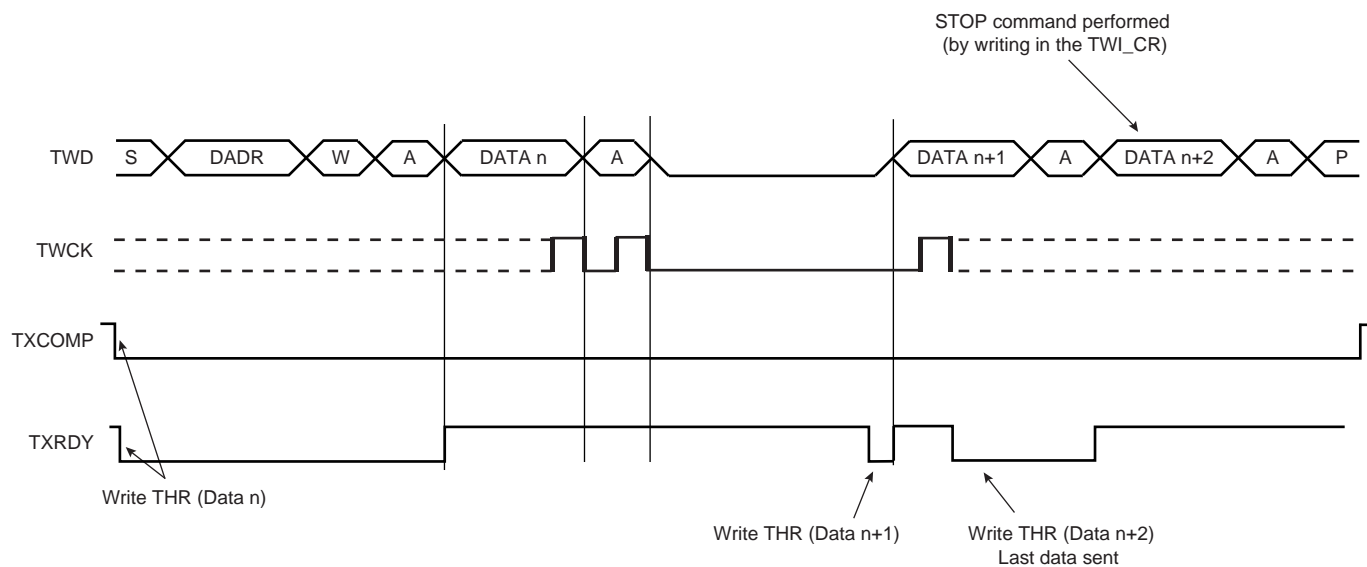 STOP command performed
(by writing in the TWI_CR)
TWD S DADR W A DATA n A DATA n+1 A DATA n+2 A P
TWCK
TXCOMP
TXRDY
Write THR (Data n)
Write THR (Data n+1)
Write THR (Data n+2)
Last data sent